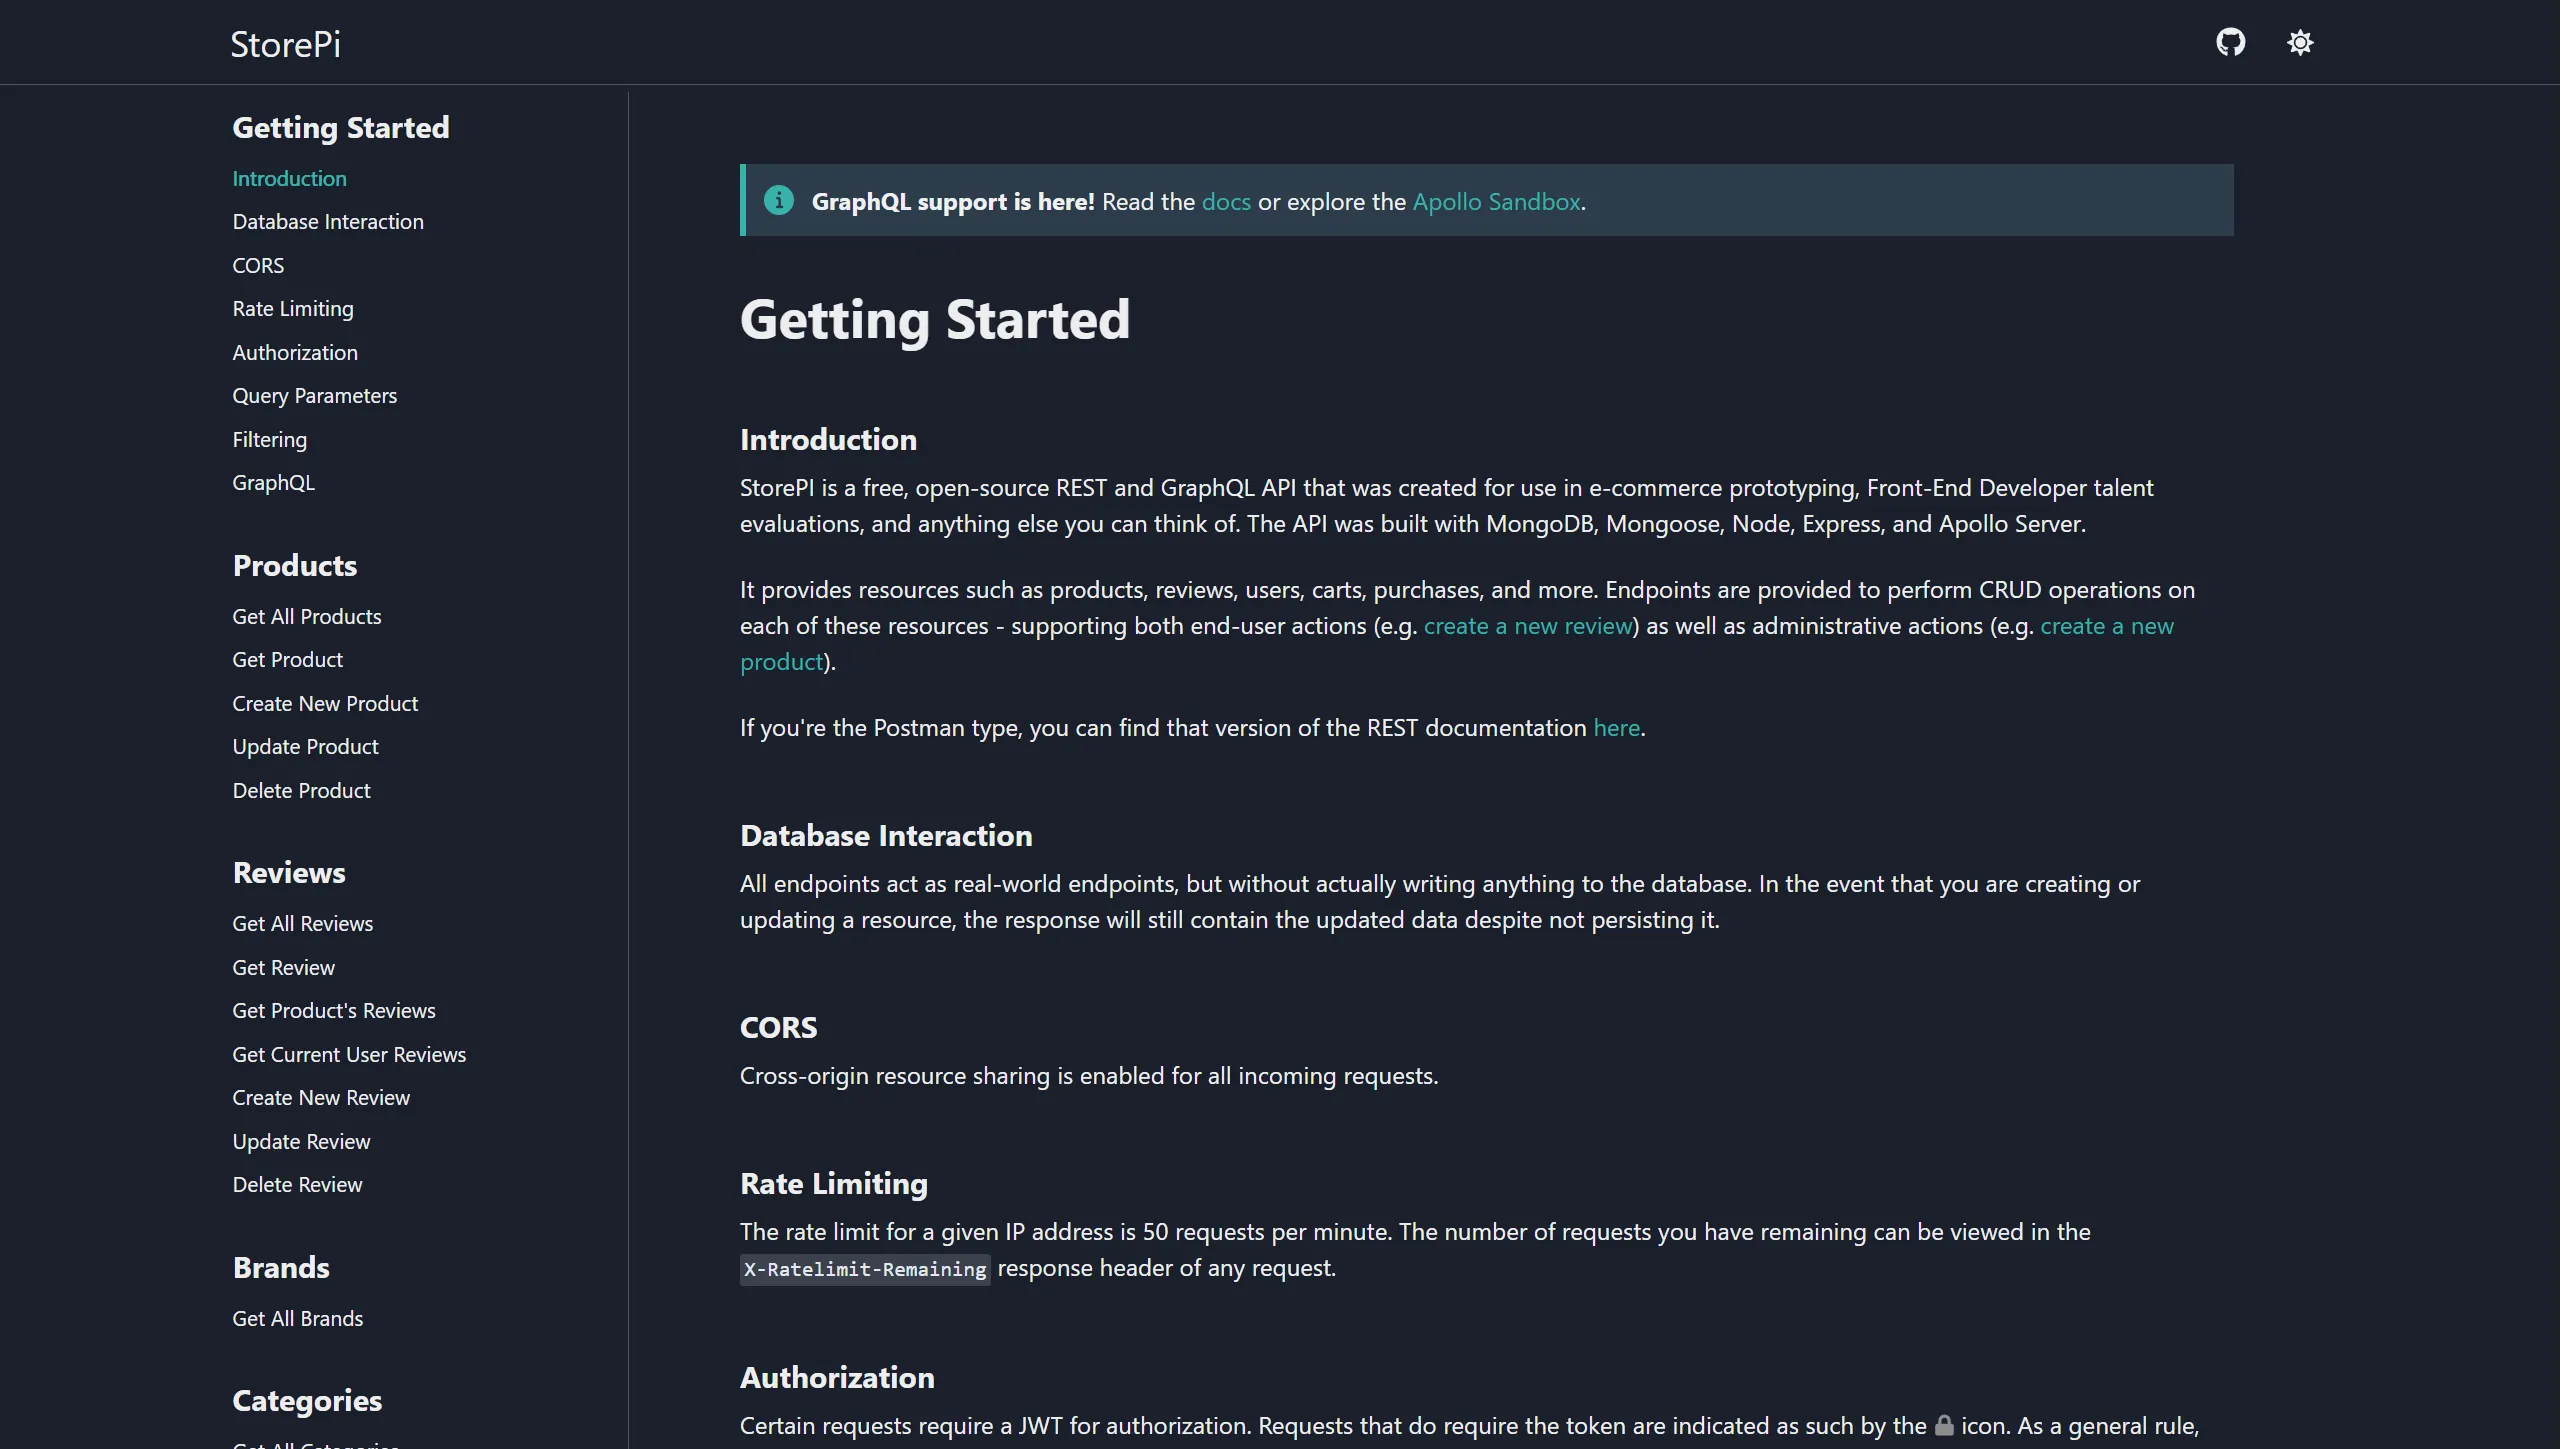 StorePi
Getting Started
Introduction
Database Interaction
CORS
Rate Limiting
Authorization
Query Parameters
Filtering
GraphQL
Products
Get All Products
Get Product
Create New Product
Update Product
Delete Product
Reviews
Get All Reviews
Get Review
Get Product's Reviews
Get Current User Reviews
Create New Review
Update Review
Delete Review
Brands
Get All Brands
Categories
Get All Categories
GraphQL support is here! Read the docs or explore the Apollo Sandbox.
Getting Started
Introduction
StorePI is a free, open-source REST and GraphQL API that was created for use in e-commerce prototyping, Front-End Developer talent
evaluations, and anything else you can think of. The API was built with MongoDB, Mongoose, Node, Express, and Apollo Server.
It provides resources such as products, reviews, users, carts, purchases, and more. Endpoints are provided to perform CRUD operations on
each of these resources - supporting both end-user actions (e.g. create a new review) as well as administrative actions (e.g. create a new
product).
If you're the Postman type, you can find that version of the REST documentation here.
Database Interaction
All endpoints act as real-world endpoints, but without actually writing anything to the database. In the event that you are creating or
updating a resource, the response will still contain the updated data despite not persisting it.
CORS
Cross-origin resource sharing is enabled for all incoming requests.
Rate Limiting
The rate limit for a given IP address is 50 requests per minute. The number of requests you have remaining can be viewed in the
X-Ratelimit-Remaining response header of any request.
Authorization
Certain requests require a JWT for authorization. Requests that do require the token are indicated as such by the icon. As a general rule,